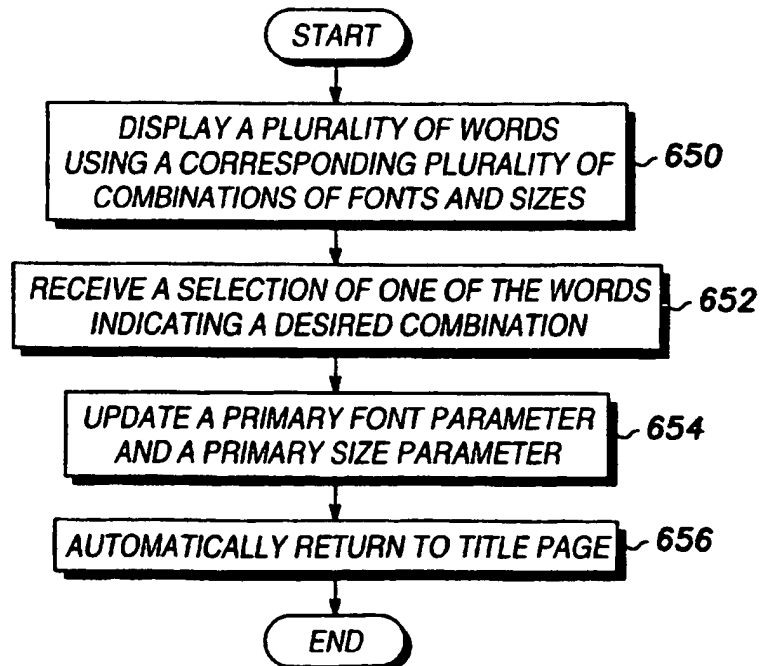 START
DISPLAY A PLURALITY OF WORDS
USING A CORRESPONDING PLURALITY OF
COMBINATIONS OF FONTS AND SIZES
650
RECEIVE A SELECTION OF ONE OF THE WORDS
INDICATING A DESIRED COMBINATION
652
UPDATE A PRIMARY FONT PARAMETER
AND A PRIMARY SIZE PARAMETER
654
AUTOMATICALLY RETURN TO TITLE PAGE
656
END